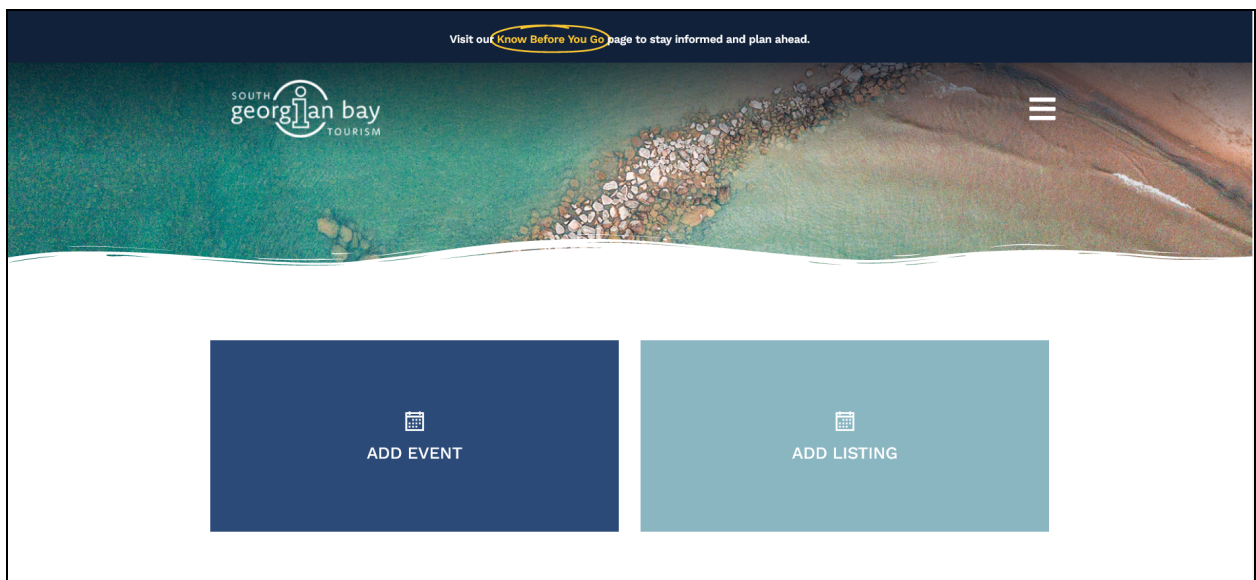 Visit our Know Before You Go page to stay informed and plan ahead.
SOUTH
georgian bay
TOURISM
ADD EVENT
ADD LISTING